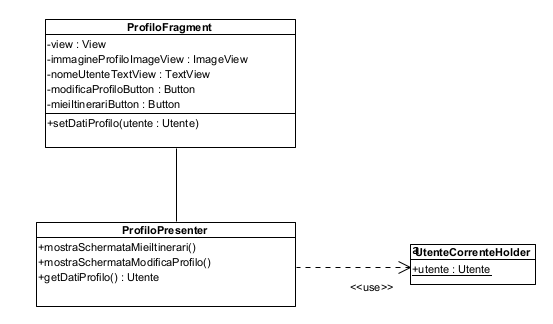 ProfiloFragment
-view : View
-immagineProfiloImageView : ImageView
-nomeUtenteTextView : TextView
-modificaProfiloButton : Button
-mieiItinerariButton : Button
+setDatiProfilo(utente : Utente)
ProfiloPresenter
+mostraSchermataMieiItinerari()
+mostraSchermataModificaProfilo()
+getDatiProfilo() : Utente
a
UtenteCorrenteHolder
+utente : Utente
<<use>>